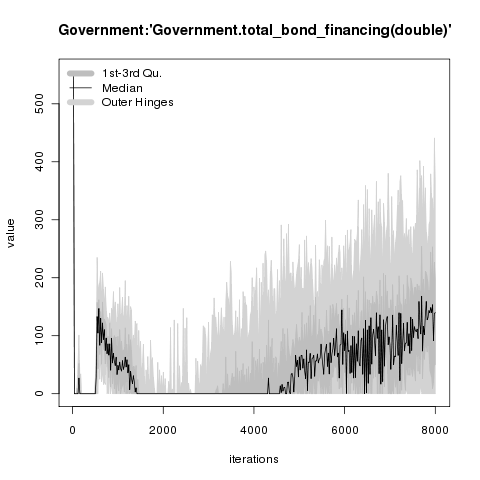 Government:'Government.total_bond_financing(double)'
1st-3rd Qu.
Median
Outer Hinges
value
0
100
200
300
400
500
0 2000 4000 6000 8000
iterations